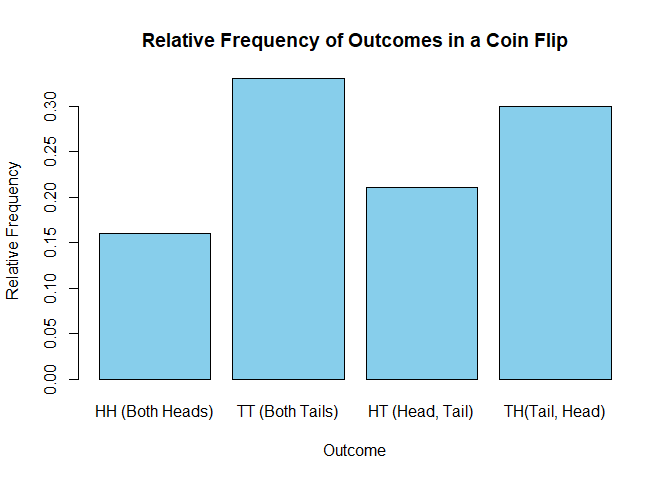 Relative Frequency of Outcomes in a Coin Flip
Relative Frequency
0.30
0.25
0.20
0.15
0.10
0.05
0.00
HH (Both Heads) TT (Both Tails) HT (Head, Tail) TH(Tail, Head)
Outcome